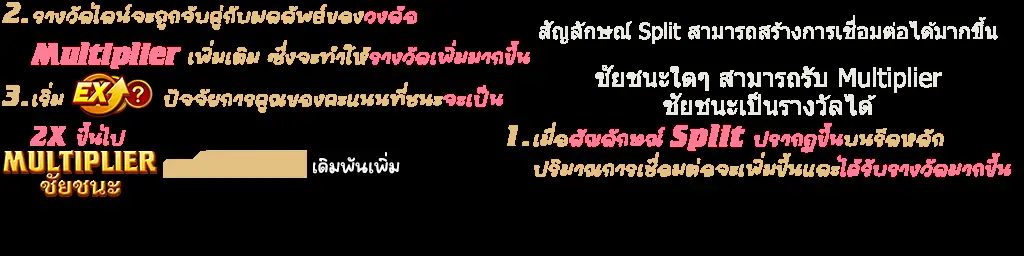 2. รางวัลไลน์จะถูกจับคู่กับผลลัพธ์ของวงล้อ
Multiplier เพิ่มเติม ซึ่งจะทำให้รางวัลเพิ่มมากขึ้น
3. เริ่ม EX ? ปัจจัยการคูณของคะแนนที่ชนะจะเป็น
2X ขึ้นไป
MULTIPLIER
ชัยชนะ
เดิมพันเพิ่ม
สัญลักษณ์ Split สามารถสร้างการเชื่อมต่อได้มากขึ้น
ชัยชนะใดๆ สามารถรับ Multiplier
ชัยชนะเป็นรางวัลได้
1. เมื่อสัญลักษณ์ Split ปรากฏขึ้นบนรีลหลัก
ปริมาณการเชื่อมต่อจะเพิ่มขึ้นและได้รับรางวัลมากขึ้น